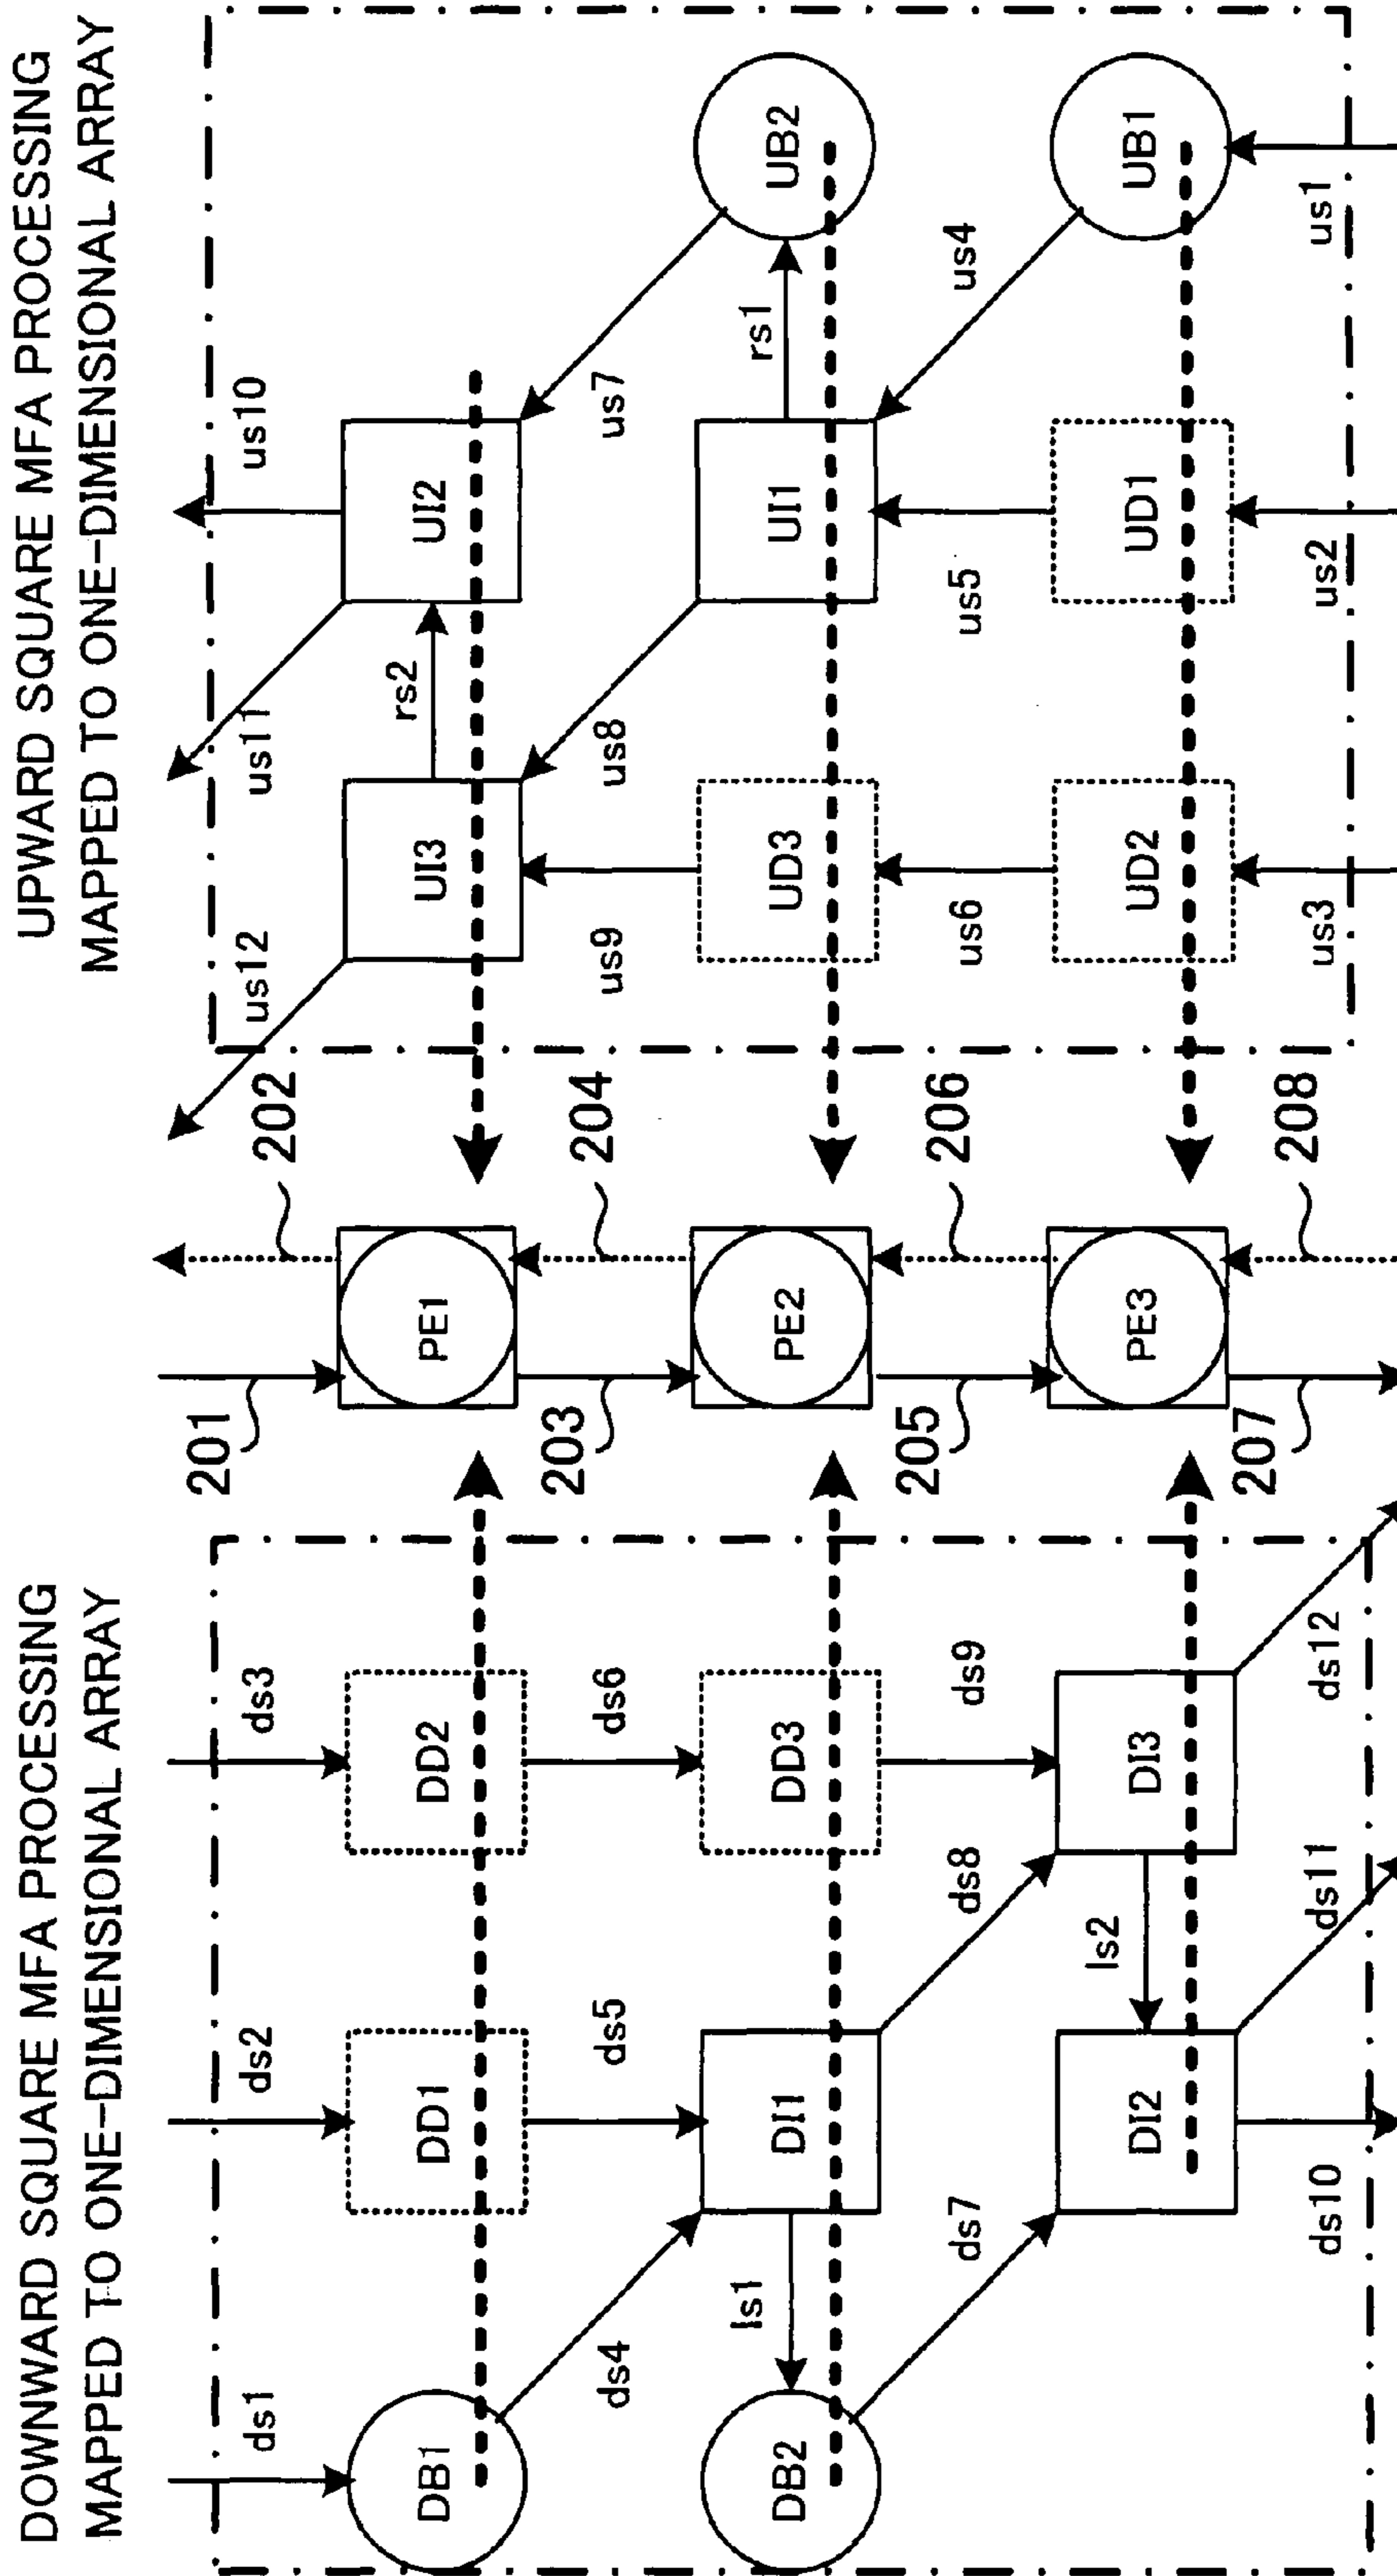 DOWNWARD SQUARE MFA PROCESSING
MAPPED TO ONE-DIMENSIONAL ARRAY
UPWARD SQUARE MFA PROCESSING
MAPPED TO ONE-DIMENSIONAL ARRAY
ds1
ds2
ds3
201
202
us12
us11
us10
DB1
DD1
DD2
PE1
UI3
rs2
UI2
ds4
ds5
ds6
203
204
us9
us8
us7
DB2
ls1
DI1
DD3
PE2
UD3
UI1
rs1
UB2
ds7
ds8
ds9
205
206
us6
us5
us4
DI2
ls2
DI3
PE3
UD2
UD1
UB1
ds10
ds11
ds12
207
208
us3
us2
us1